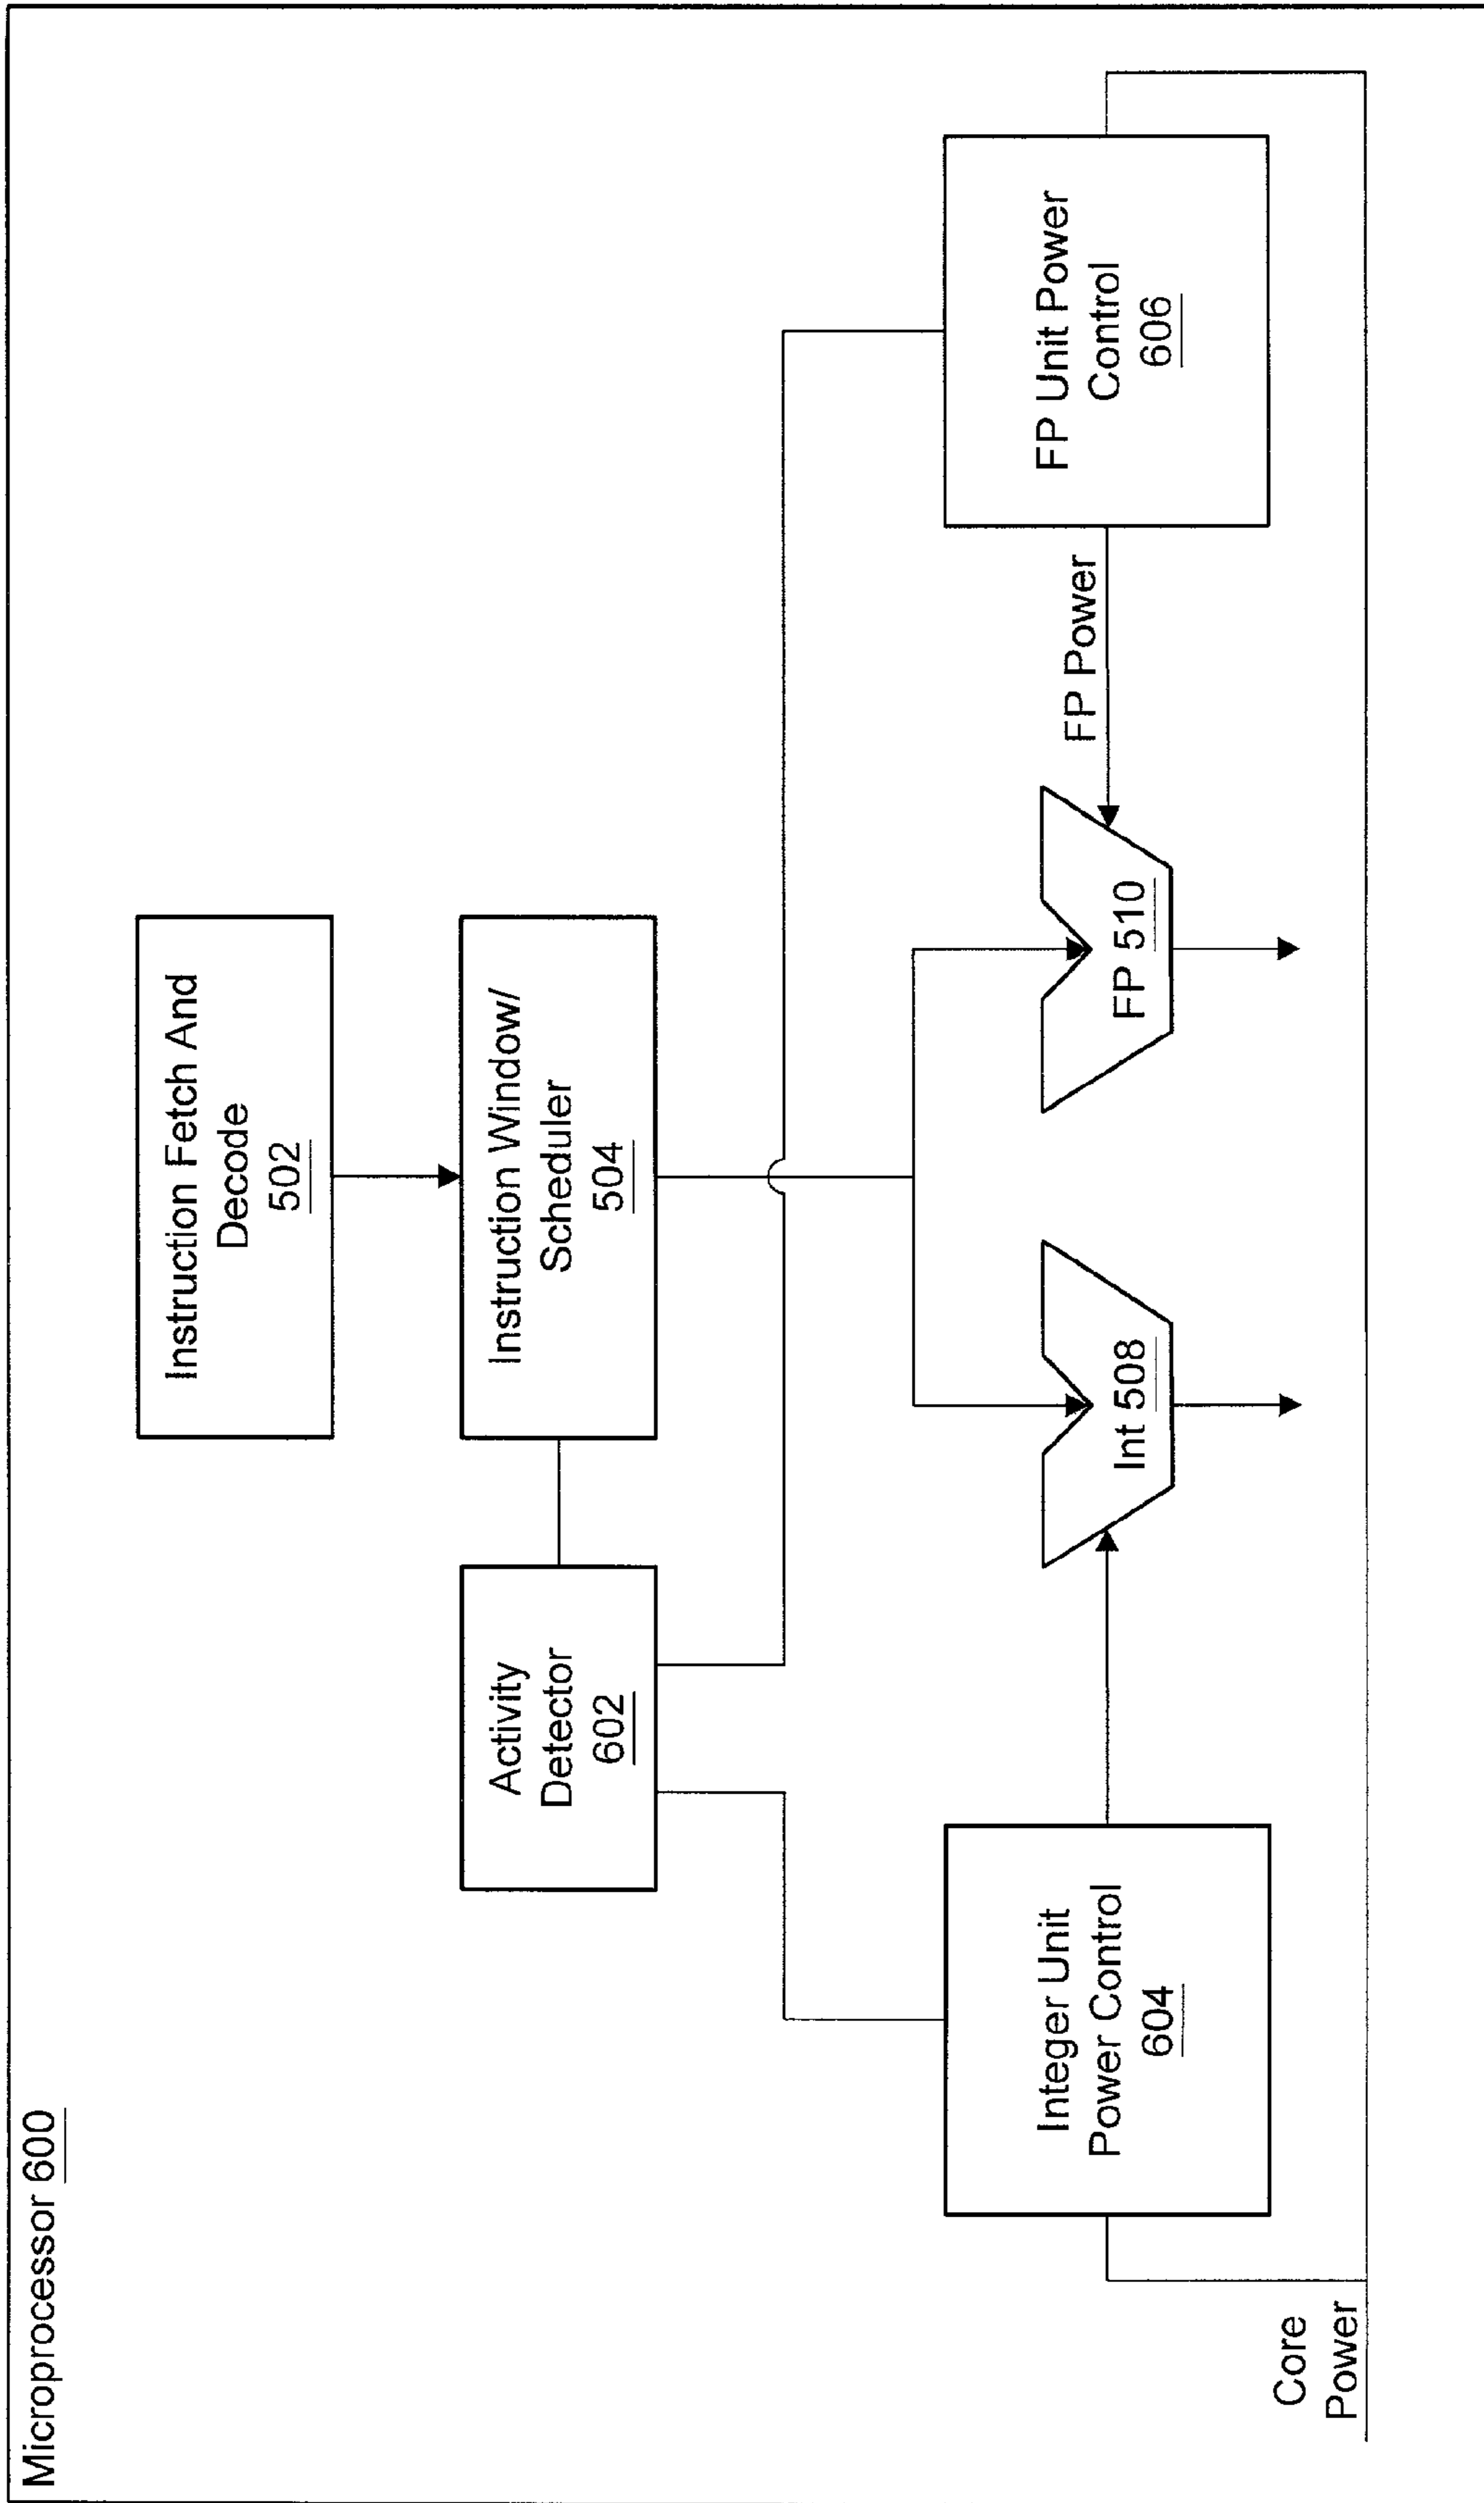 Microprocessor 600
Instruction Fetch And
Decode
502
Activity
Detector
602
Instruction Window/
Scheduler
504
Integer Unit
Power Control
604
Int 508
FP 510
FP Power
FP Unit Power
Control
606
Core
Power